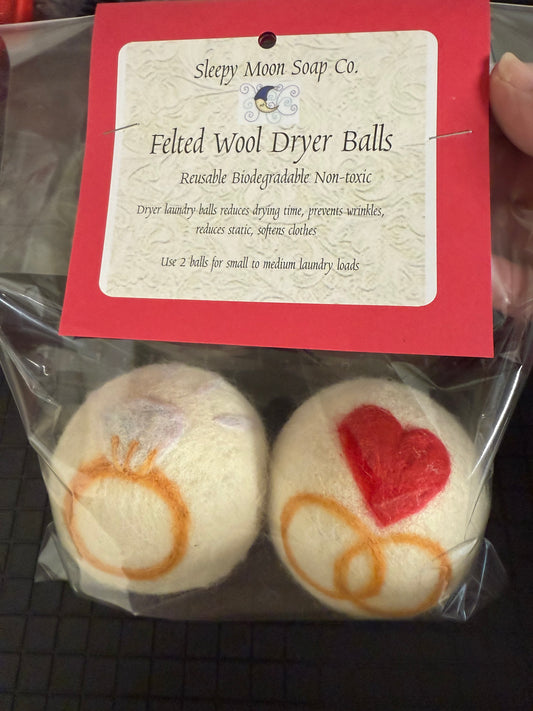 Sleepy Moon Soap Co.
Felted Wool Dryer Balls
Reusable Biodegradable Non-toxic
Dryer laundry balls reduces drying time, prevents wrinkles,
reduces static, softens clothes
Use 2 balls for small to medium laundry loads